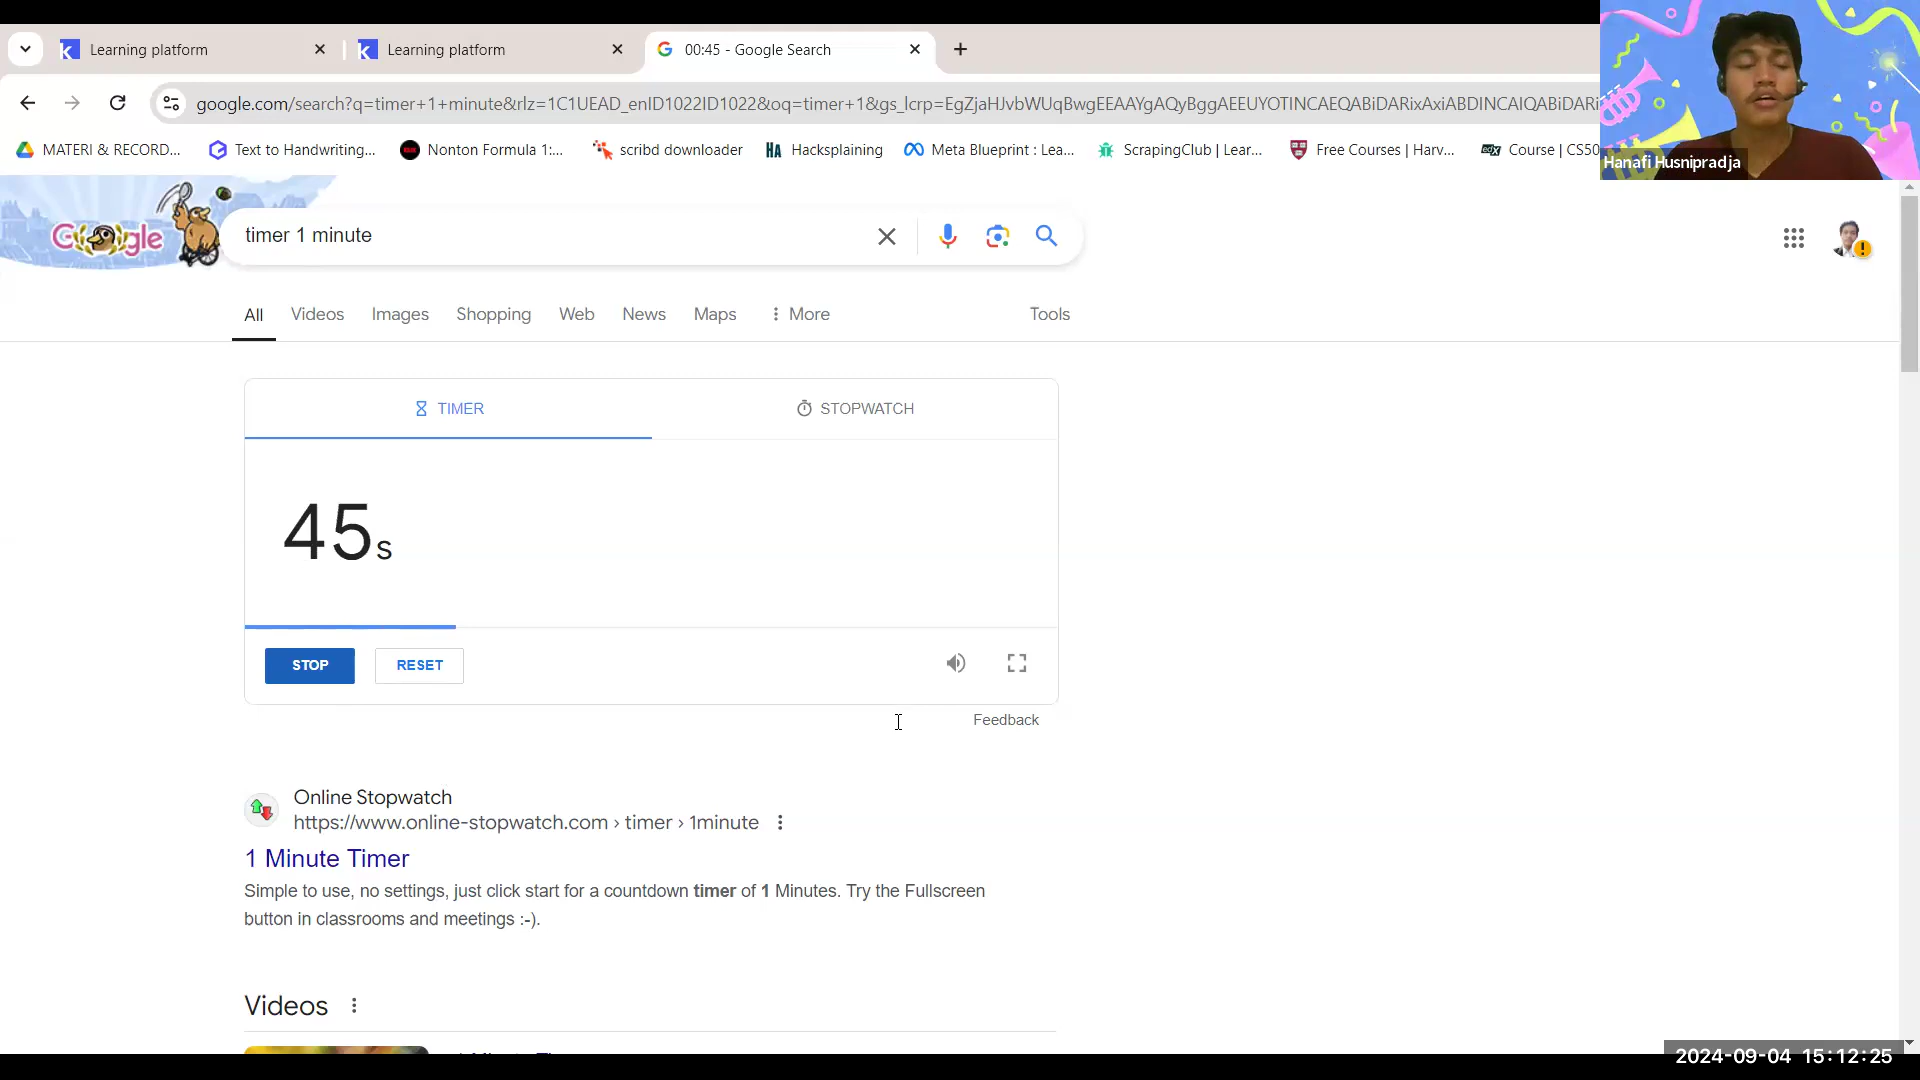 Learning platform
Learning platform
00:45 - Google Search
google.com/search?q=timer+1+minute&rlz=1C1UEAD_enID1022ID1022&oq=timer+1&gs_lcrp=EgZjaHJvbWUqBwgEEAAYgAQyBggAEEUYOTINCAEQABiDARixAxiABDINCAIQABiDARi
MATERI & RECORD...
Text to Handwriting...
Nonton Formula 1:...
scribd downloader
HA Hacksplaining
Meta Blueprint : Lea...
ScrapingClub | Lear...
Free Courses | Harv...
edX Course | CS50
Hanafi Husnipradja
Google
timer 1 minute
All Videos Images Shopping Web News Maps More Tools
TIMER
STOPWATCH
45s
STOP
RESET
Feedback
Online Stopwatch
https://www.online-stopwatch.com › timer › 1minute
1 Minute Timer
Simple to use, no settings, just click start for a countdown timer of 1 Minutes. Try the Fullscreen
button in classrooms and meetings :-).
Videos
2024-09-04 15:12:25